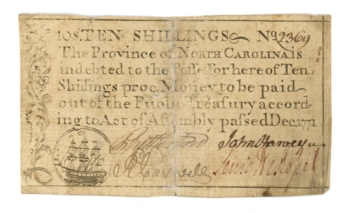 10s. TEN SHILLINGS No 2369
The Province of NORTH CAROLINA is
indebted to the Possessor hereof Ten
Shillings proc Money to be paid
out of the Public Treasury accord-
ing to Act of Assembly passed Dec. 1771
John Harvey